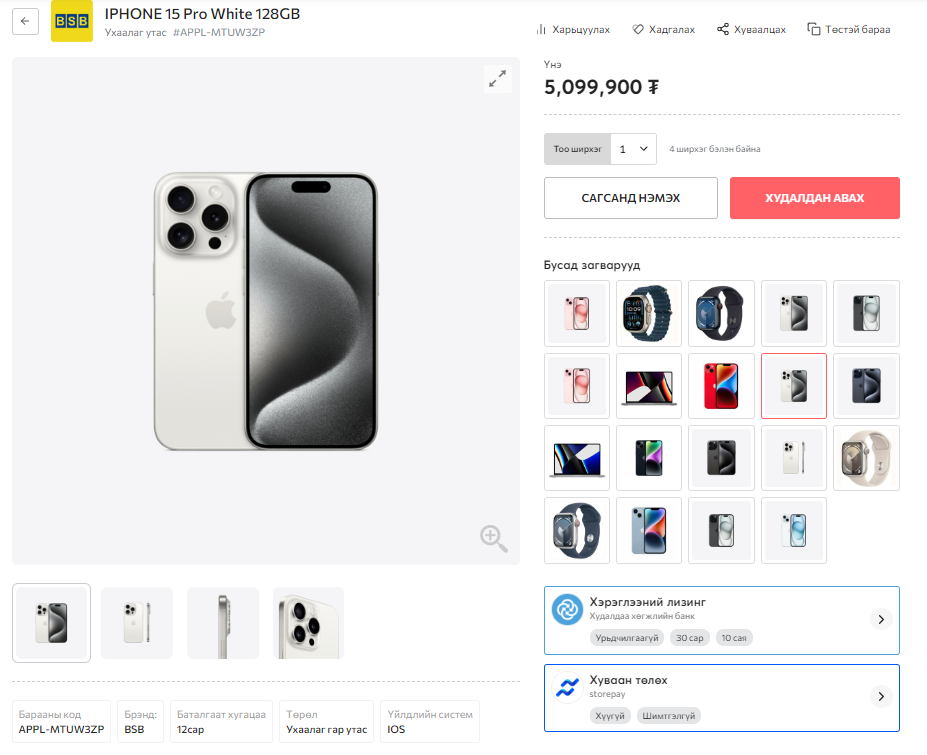 BSB
IPHONE 15 Pro White 128GB
Ухаалаг утас #APPL-MTUW3ZP
Харьцуулах
Хадгалах
Хуваалцах
Төстэй бараа
Үнэ
5,099,900 ₮
Тоо ширхэг
1
4 ширхэг бэлэн байна
САГСАНД НЭМЭХ
ХУДАЛДАН АВАХ
Бусад загварууд
Хэрэглээний лизинг
Худалдаа хөгжлийн банк
Урьдчилгаагүй 30 сар 10 сая
Хуваан төлөх
storepay
Хүүгүй Шимтгэлгүй
Барааны код
APPL-MTUW3ZP
Брэнд:
BSB
Баталгаат хугацаа
12сар
Төрөл
Ухаалаг гар утас
Үйлдлийн систем
IOS